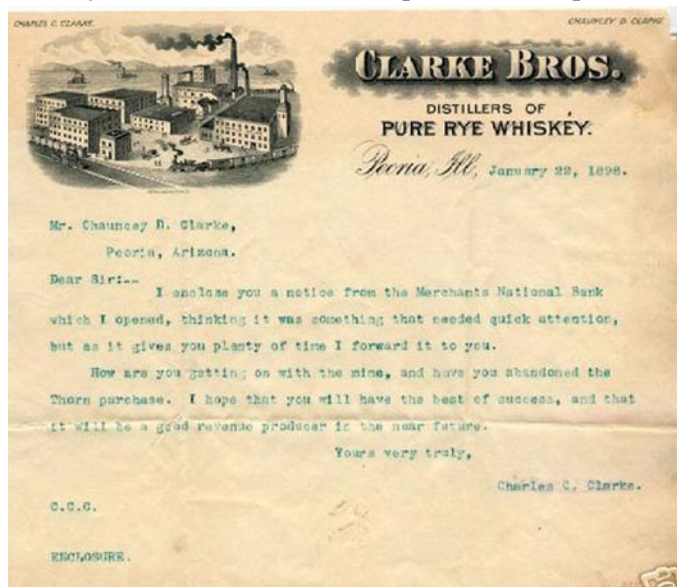 CHARLES C. CLARKE.
CHAUNCEY D. CLARKE
CLARKE BROS.
DISTILLERS OF
PURE RYE WHISKEY.
Peoria, Ill, January 22, 1898.
Mr. Chauncey D. Clarke,
Peoria, Arizona.
Dear Sir:--
I enclose you a notice from the Merchants National Bank
which I opened, thinking it was something that needed quick attention,
but as it gives you plenty of time I forward it to you.
How are you getting on with the mine, and have you abandoned the
Thorn purchase. I hope that you will have the best of success, and that
it will be a good revenue producer in the near future.
Yours very truly,
Charles C. Clarke.
C.C.C.
ENCLOSURE.